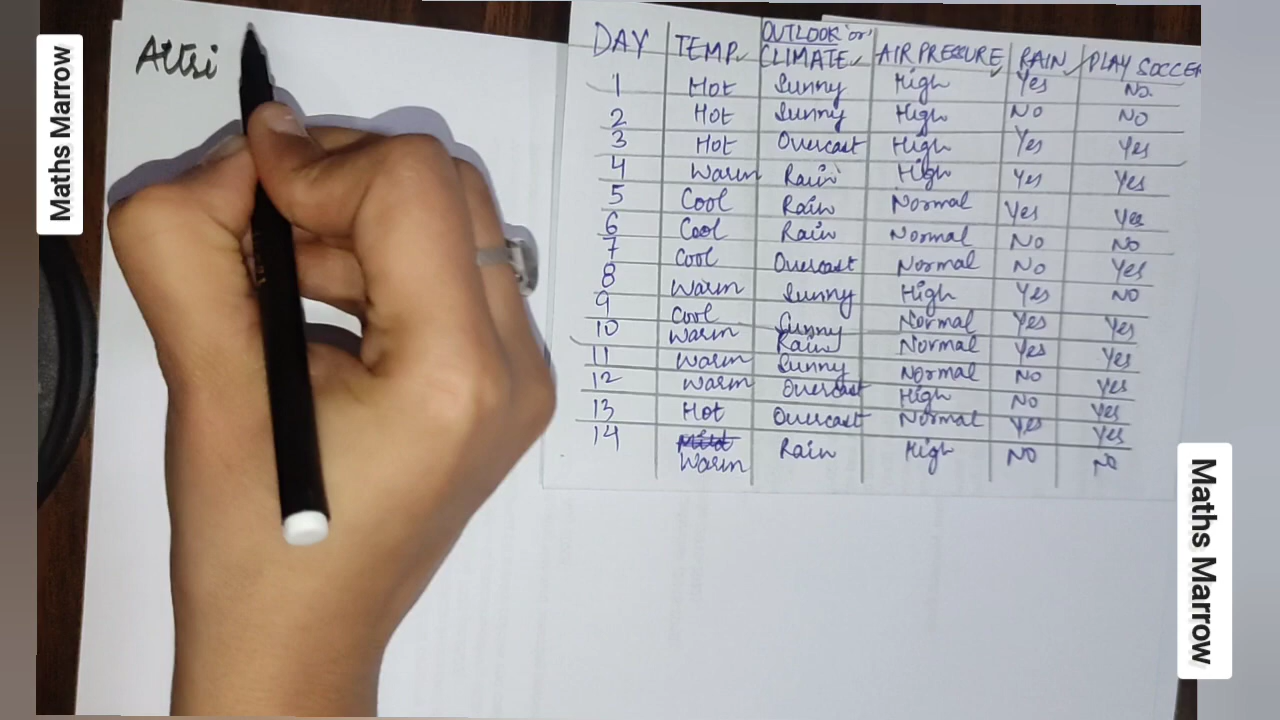 Maths Marrow
Attri
DAY TEMP. OUTLOOK 'or' CLIMATE AIR PRESSURE RAIN PLAY SOCCER
1 Hot Sunny High Yes No
2 Hot Sunny High No No
3 Hot Overcast High Yes Yes
4 Warm Rain High Yes Yes
5 Cool Rain Normal Yes Yes
6 Cool Rain Normal No No
7 Cool Overcast Normal No Yes
8 Warm Sunny High Yes No
9 Cool Sunny Normal Yes Yes
10 Warm Rain Normal Yes Yes
11 Warm Sunny Normal No Yes
12 Warm Overcast High No Yes
13 Hot Overcast Normal Yes Yes
14 Warm Rain High No No
Maths Marrow